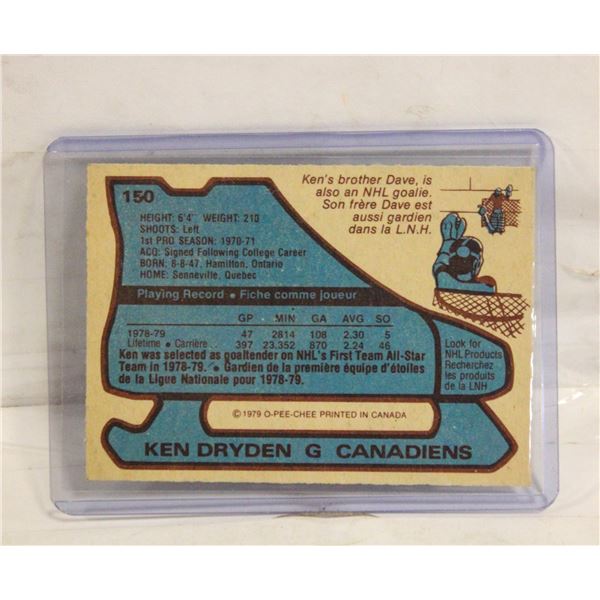 150
HEIGHT: 6'4" WEIGHT: 210
SHOOTS: Left
1st PRO SEASON: 1970-71
ACQ: Signed Following College Career
BORN: 8-8-47, Hamilton, Ontario
HOME: Senneville, Quebec
Ken's brother Dave, is
also an NHL goalie.
Son frère Dave est
aussi gardien
dans la L.N.H.
Playing Record • Fiche comme joueur
GP MIN GA AVG SO
1978-79 47 2814 108 2.30 5
Lifetime • Carrière.. 397 23,352 870 2.24 46
Ken was selected as goaltender on NHL's First Team All-Star
Team in 1978-79. • Gardien de la première équipe d'étoiles
de la Ligue Nationale pour 1978-79.
Look for
NHL Products
Recherchez
les produits
de la LNH
© 1979 O-PEE-CHEE PRINTED IN CANADA
KEN DRYDEN G CANADIENS